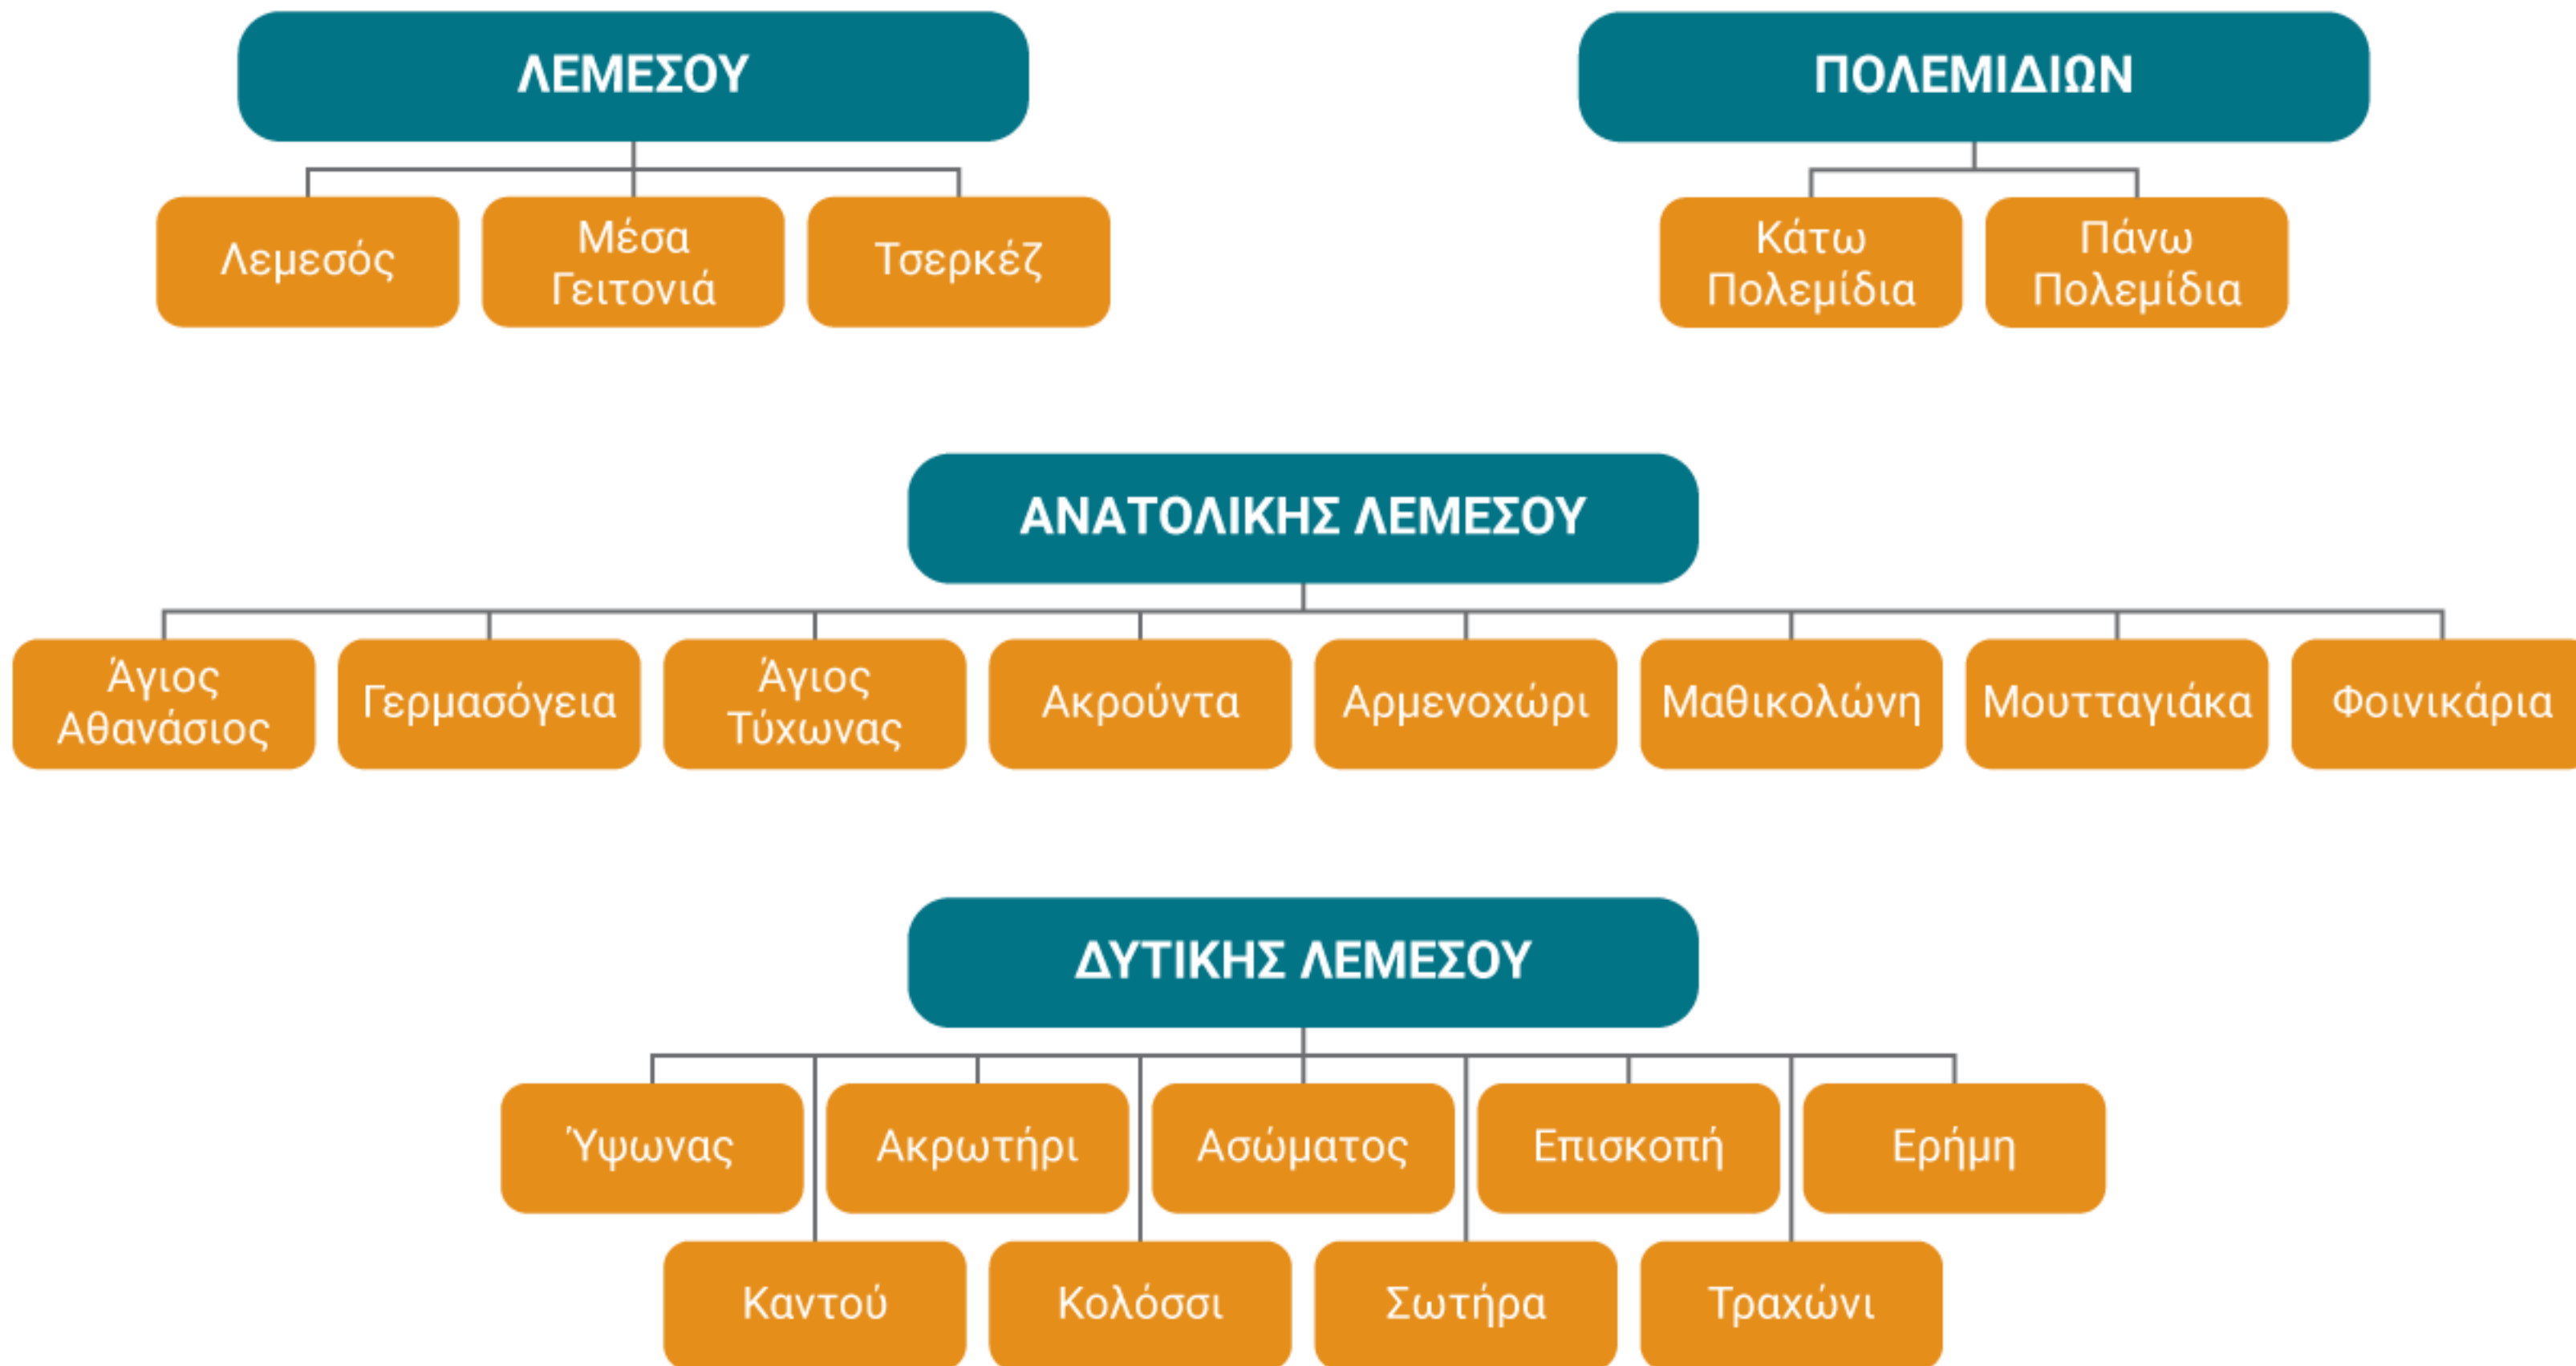 ΛΕΜΕΣΟΥ
ΠΟΛΕΜΙΔΙΩΝ
Λεμεσός
Μέσα
Γειτονιά
Τσερκέζ
Κάτω
Πολεμίδια
Πάνω
Πολεμίδια
ΑΝΑΤΟΛΙΚΗΣ ΛΕΜΕΣΟΥ
Άγιος
Αθανάσιος
Γερμασόγεια
Άγιος
Τύχωνας
Ακρούντα
Αρμενοχώρι
Μαθικολώνη
Μουτταγιάκα
Φοινικάρια
ΔΥΤΙΚΗΣ ΛΕΜΕΣΟΥ
Ύψωνας
Ακρωτήρι
Ασώματος
Επισκοπή
Ερήμη
Καντού
Κολόσσι
Σωτήρα
Τραχώνι